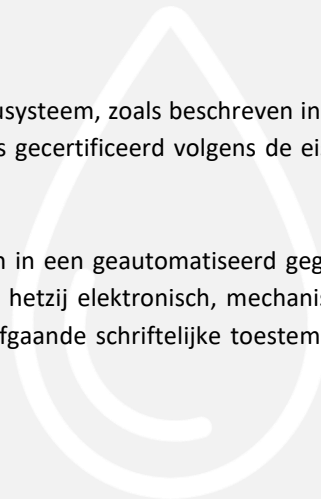 usysteem, zoals beschreven in
s gecertificeerd volgens de ei
n in een geautomatiseerd geg
hetzij elektronisch, mechanis
fgaande schriftelijke toestem